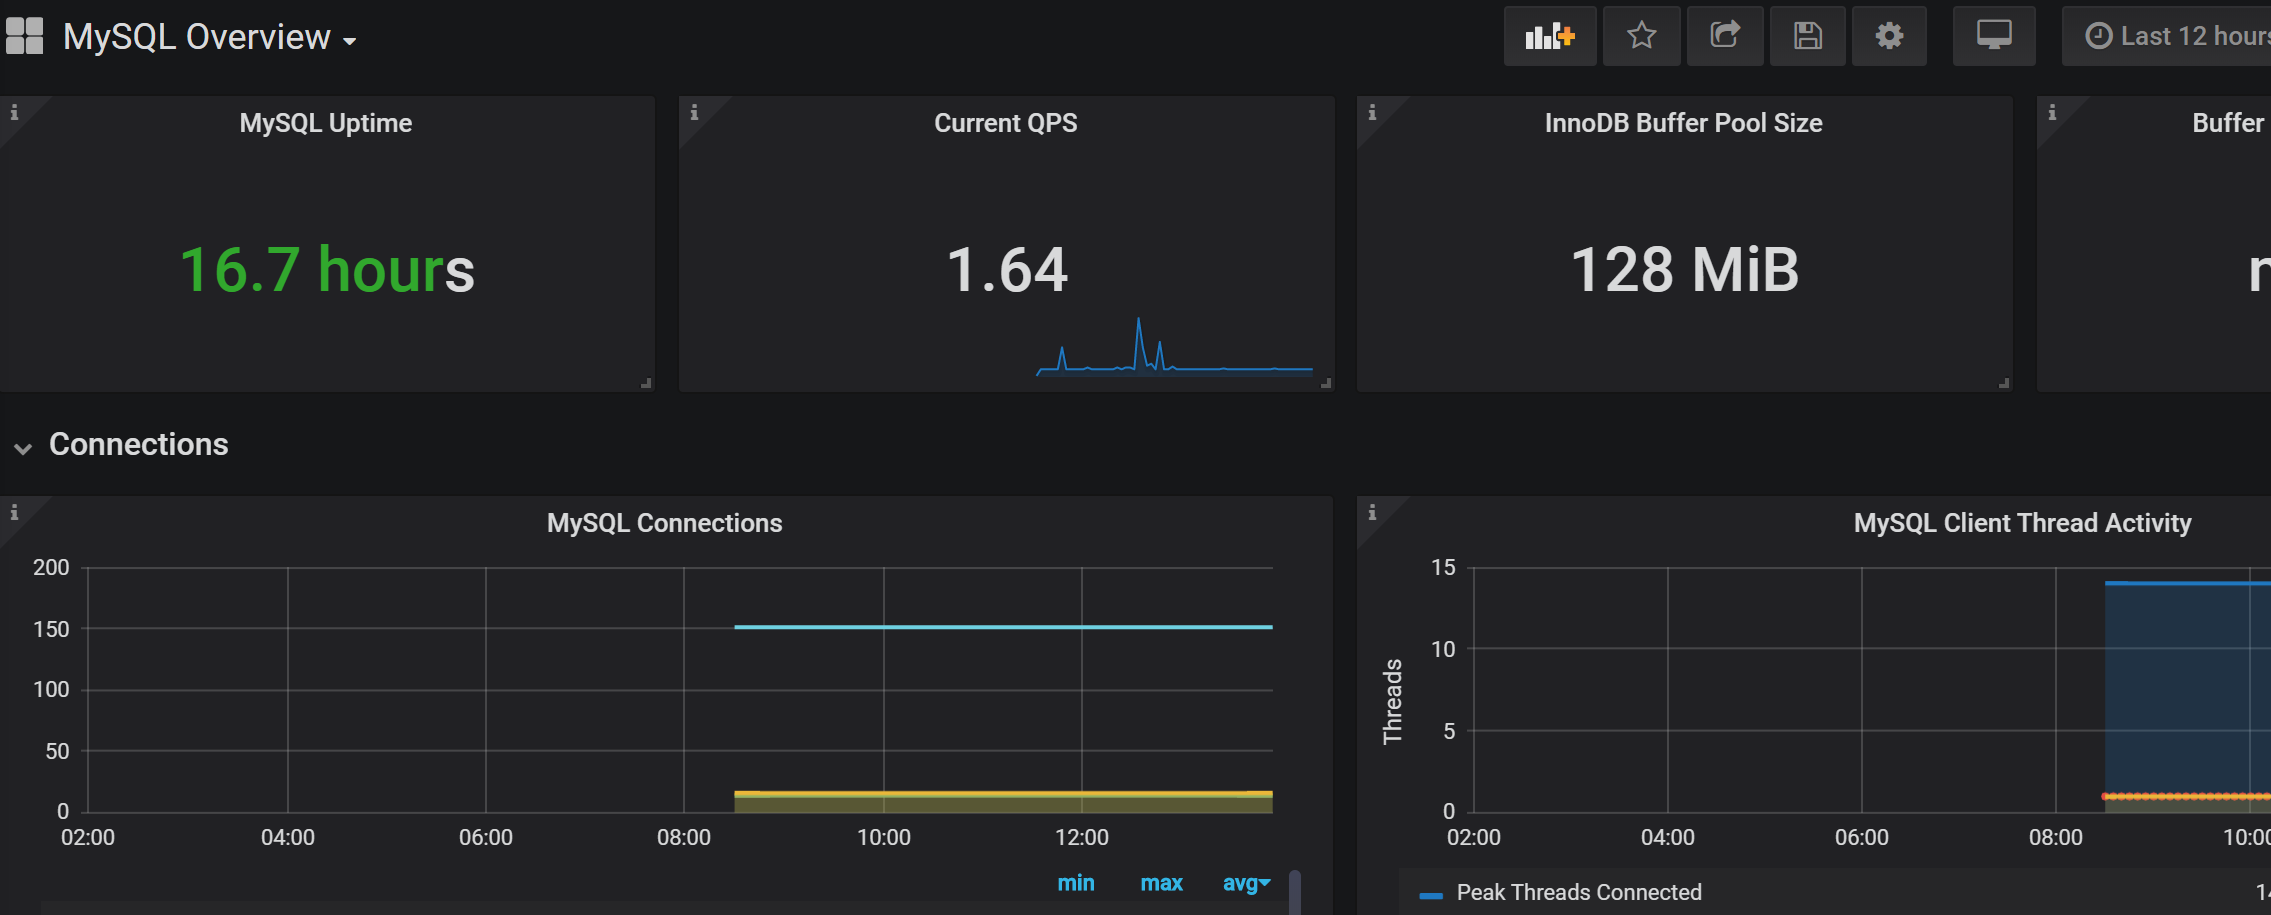 MySQL Overview
Last 12 hours
MySQL Uptime
Current QPS
InnoDB Buffer Pool Size
Buffer
16.7 hours
1.64
128 MiB
Connections
MySQL Connections
200
150
100
50
0
02:00 04:00 06:00 08:00 10:00 12:00
min max avg
MySQL Client Thread Activity
Threads
15
10
5
0
02:00 04:00 06:00 08:00 10:00
Peak Threads Connected